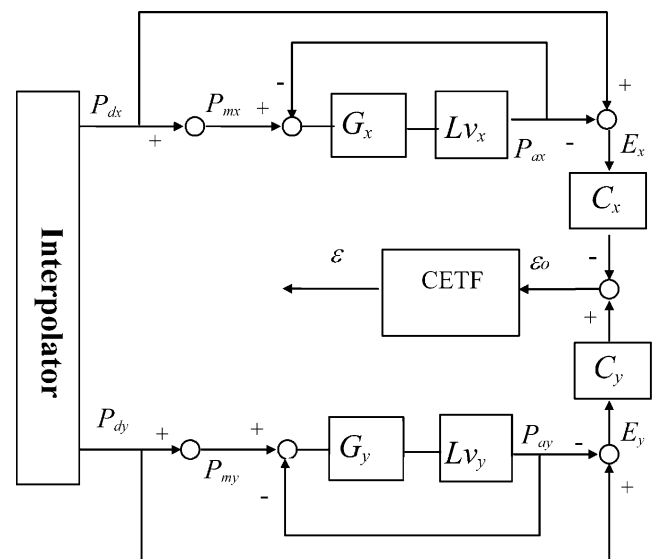 Interpolator
P_dx
+
P_mx
+
-
G_x
Lv_x
P_ax
-
+
E_x
C_x
-
ε
CETF
ε_o
+
C_y
P_dy
+
P_my
+
-
G_y
Lv_y
P_ay
-
E_y
+